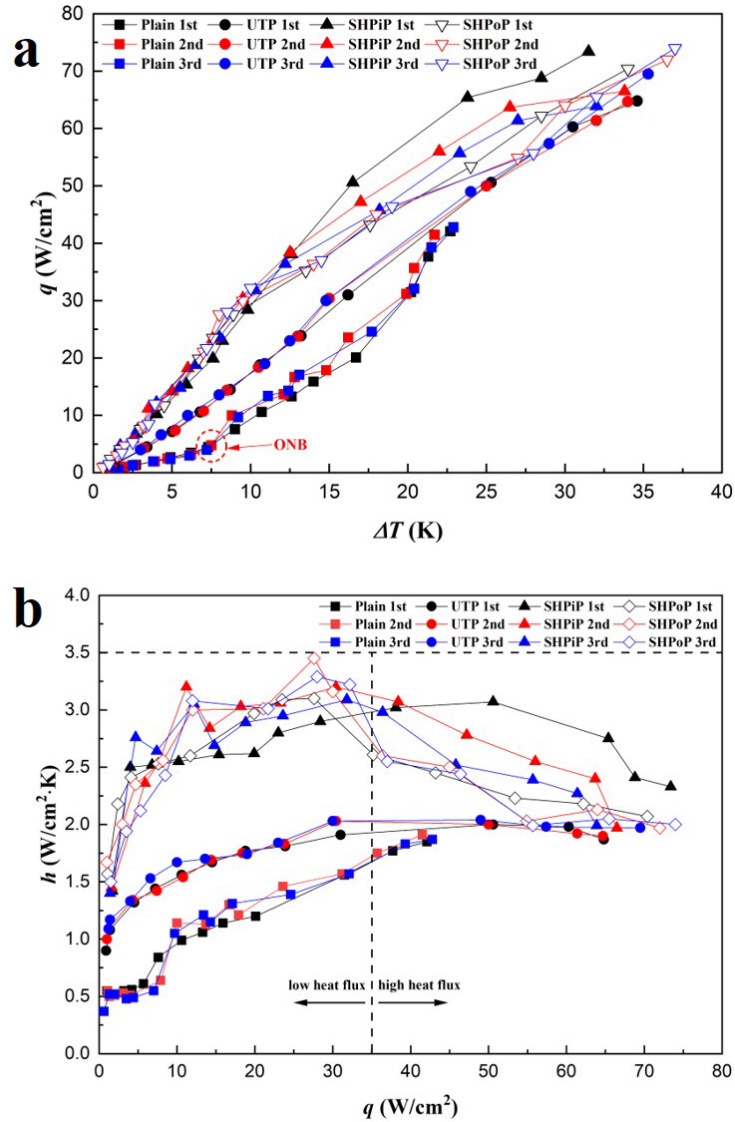 a
Plain 1st UTP 1st SHPiP 1st SHPoP 1st
Plain 2nd UTP 2nd SHPiP 2nd SHPoP 2nd
Plain 3rd UTP 3rd SHPiP 3rd SHPoP 3rd
80
70
60
50
40
30
20
10
0
q (W/cm²)
ONB
0 5 10 15 20 25 30 35 40
ΔT (K)
b
Plain 1st UTP 1st SHPiP 1st SHPoP 1st
Plain 2nd UTP 2nd SHPiP 2nd SHPoP 2nd
Plain 3rd UTP 3rd SHPiP 3rd SHPoP 3rd
4.0
3.5
3.0
2.5
2.0
1.5
1.0
0.5
0.0
h (W/cm²·K)
low heat flux high heat flux
0 10 20 30 40 50 60 70 80
q (W/cm²)